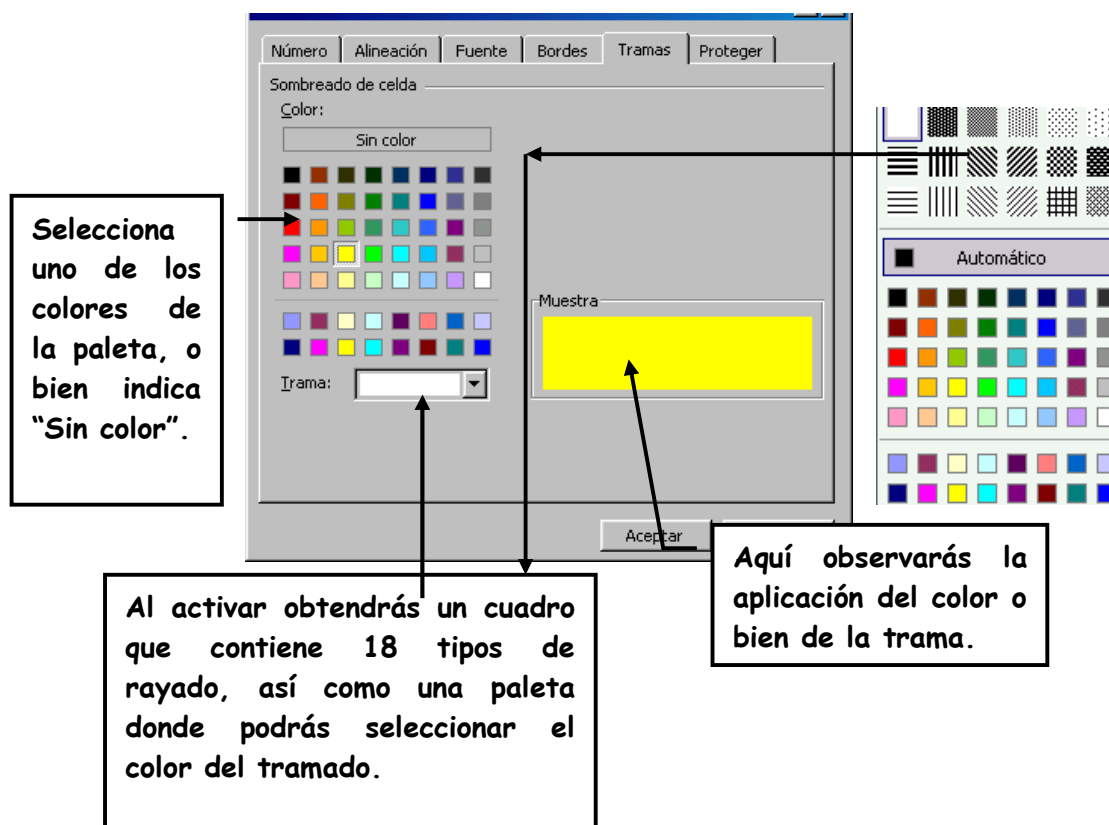 Número Alineación Fuente Bordes Tramas Proteger
Sombreado de celda
Color:
Sin color
Trama:
Muestra
Aceptar
Automático
Selecciona
uno de los
colores de
la paleta, o
bien indica
“Sin color”.
Al activar obtendrás un cuadro
que contiene 18 tipos de
rayado, así como una paleta
donde podrás seleccionar el
color del tramado.
Aquí observarás la
aplicación del color o
bien de la trama.